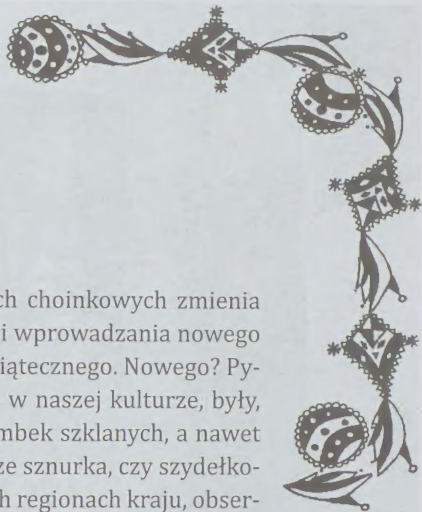 ch choinkowych zmienia
i wprowadzania nowego
iątecznego. Nowego? Py-
w naszej kulturze, były,
mbek szklanych, a nawet
ze sznurka, czy szydełko-
h regionach kraju, obser-